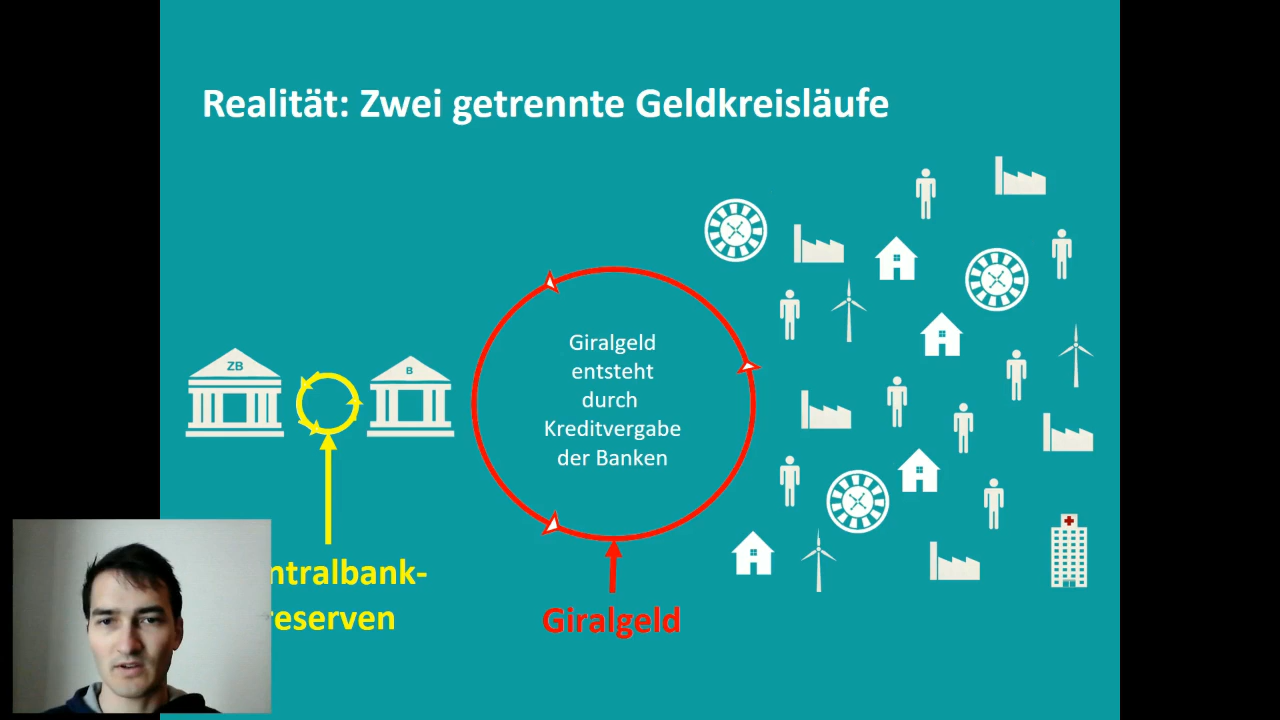 Realität: Zwei getrennte Geldkreisläufe
Giralgeld
entsteht
durch
Kreditvergabe
der Banken
ZB
B
ntralbank-
reserven
Giralgeld